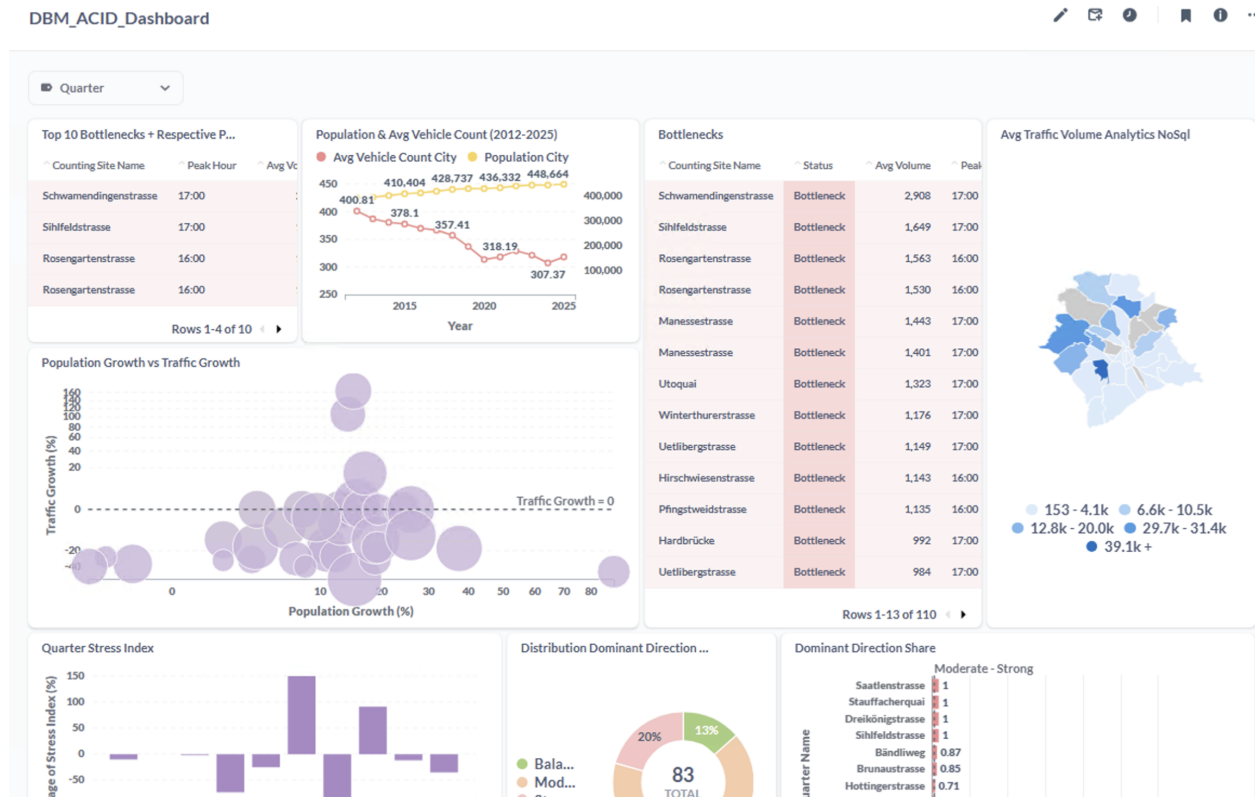 DBM_ACID_Dashboard
Quarter
Top 10 Bottlenecks + Respective P...
Counting Site Name Peak Hour Avg Vo
Schwamendingenstrasse 17:00
Sihlfeldstrasse 17:00
Rosengartenstrasse 16:00
Rosengartenstrasse 16:00
Rows 1-4 of 10
Population & Avg Vehicle Count (2012-2025)
Avg Vehicle Count City Population City
450
400
350
300
250
400.81
410,404 428,737 436,332 448,664
378.1
357.41
318.19
307.37
400,000
300,000
200,000
100,000
2015 2020 2025
Year
Bottlenecks
Counting Site Name Status Avg Volume Peak
Schwamendingenstrasse Bottleneck 2,908 17:00
Sihlfeldstrasse Bottleneck 1,649 17:00
Rosengartenstrasse Bottleneck 1,563 16:00
Rosengartenstrasse Bottleneck 1,530 16:00
Manessestrasse Bottleneck 1,443 17:00
Manessestrasse Bottleneck 1,401 17:00
Utoquai Bottleneck 1,323 17:00
Winterthurerstrasse Bottleneck 1,176 17:00
Uetlibergstrasse Bottleneck 1,149 17:00
Hirschwiesenstrasse Bottleneck 1,143 16:00
Pfingstweidstrasse Bottleneck 1,135 16:00
Hardbrücke Bottleneck 992 17:00
Uetlibergstrasse Bottleneck 984 17:00
Rows 1-13 of 110
Avg Traffic Volume Analytics NoSql
153 - 4.1k 6.6k - 10.5k
12.8k - 20.0k 29.7k - 31.4k
39.1k +
Population Growth vs Traffic Growth
Traffic Growth (%)
160
140
120
100
80
60
40
20
0
-20
-40
Traffic Growth = 0
0 10 20 30 40 50 60 70 80
Population Growth (%)
Quarter Stress Index
age of Stress Index (%)
150
100
50
0
-50
Distribution Dominant Direction ...
Bala...
Mod...
20%
13%
83
TOTAL
Dominant Direction Share
Moderate - Strong
uarter Name
Saatlenstrasse 1
Stauffacherquai 1
Dreikönigstrasse 1
Sihlfeldstrasse 1
Bändliweg 0.87
Brunaustrasse 0.85
Hottingerstrasse 0.71